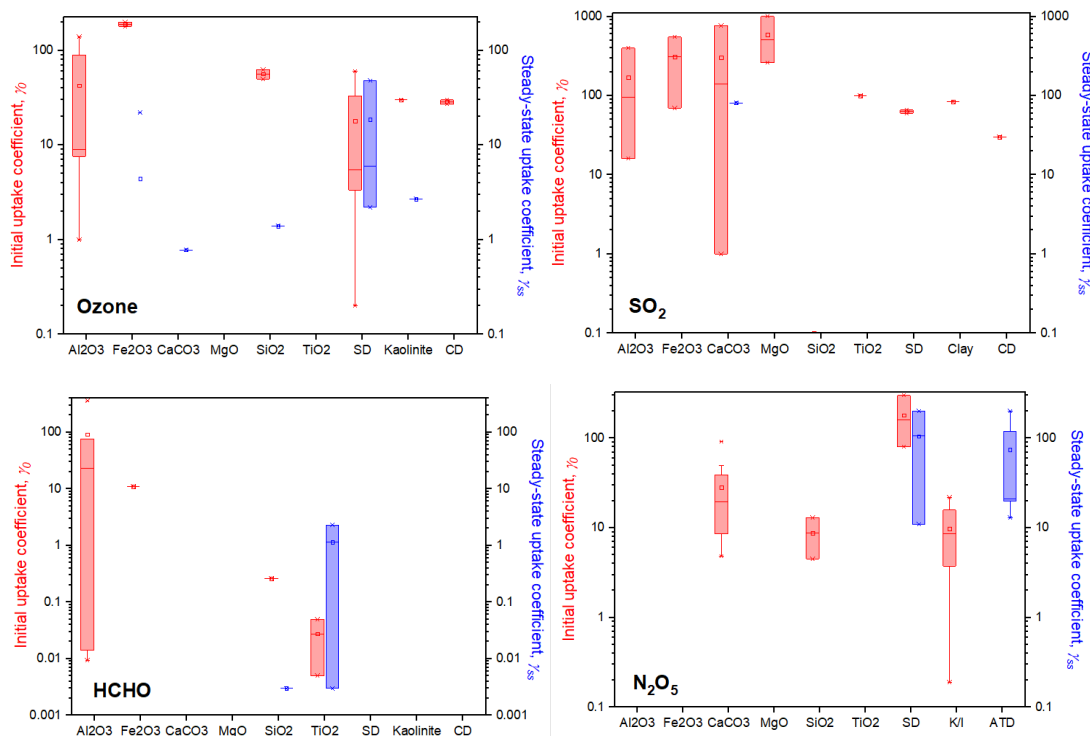 100
10
1
0.1
Initial uptake coefficient, γ0
Ozone
Al2O3 Fe2O3 CaCO3 MgO SiO2 TiO2 SD Kaolinite CD
100
10
1
0.1
Steady-state uptake coefficient, γss
1000
100
10
1
0.1
Initial uptake coefficient, γ0
SO2
Al2O3 Fe2O3 CaCO3 MgO SiO2 TiO2 SD Clay CD
1000
100
10
1
0.1
Steady-state uptake coefficient, γss
100
10
1
0.1
0.01
0.001
Initial uptake coefficient, γ0
HCHO
Al2O3 Fe2O3 CaCO3 MgO SiO2 TiO2 SD Kaolinite CD
100
10
1
0.1
0.01
0.001
Steady-state uptake coefficient, γss
100
10
1
0.1
Initial uptake coefficient, γ0
N2O5
Al2O3 Fe2O3 CaCO3 MgO SiO2 TiO2 SD K/I ATD
100
10
1
0.1
Steady-state uptake coefficient, γss